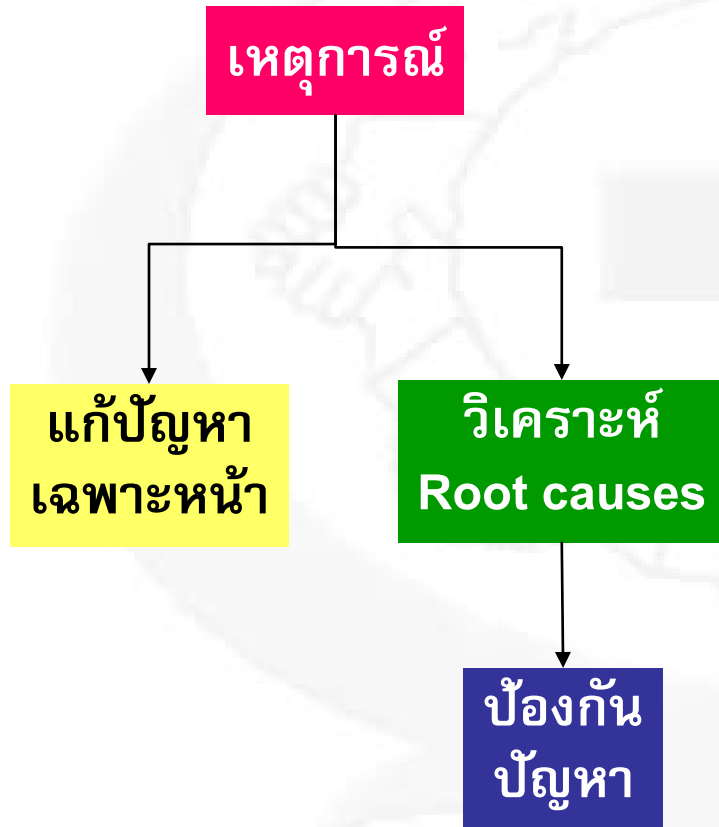 เหตุการณ์
แก้ปัญหา
เฉพาะหน้า
วิเคราะห์
Root causes
ป้องกัน
ปัญหา